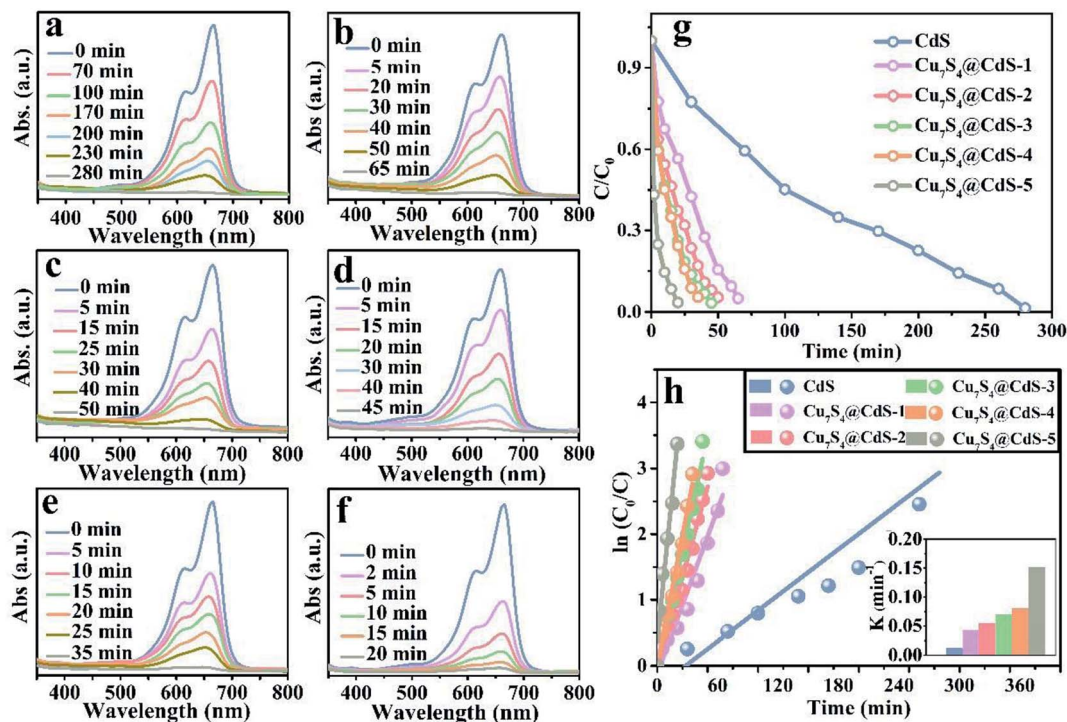 a
0 min
70 min
100 min
170 min
200 min
230 min
280 min
Abs. (a.u.)
400 500 600 700 800
Wavelength (nm)
b
0 min
5 min
20 min
30 min
40 min
50 min
65 min
Abs (a.u.)
400 500 600 700 800
Wavelength (nm)
c
0 min
5 min
15 min
25 min
30 min
40 min
50 min
Abs. (a.u.)
400 500 600 700 800
Wavelength (nm)
d
0 min
5 min
15 min
20 min
30 min
40 min
45 min
Abs. (a.u.)
400 500 600 700 800
Wavelength (nm)
e
0 min
5 min
10 min
15 min
20 min
25 min
35 min
Abs (a.u.)
400 500 600 700 800
Wavelength (nm)
f
0 min
2 min
5 min
10 min
15 min
20 min
Abs (a.u.)
400 500 600 700 800
Wavelength (nm)
g
CdS
Cu₇S₄@CdS-1
Cu₇S₄@CdS-2
Cu₇S₄@CdS-3
Cu₇S₄@CdS-4
Cu₇S₄@CdS-5
C/C₀
0.9
0.6
0.3
0.0
0 50 100 150 200 250 300
Time (min)
h
CdS
Cu₇S₄@CdS-1
Cu₇S₄@CdS-2
Cu₇S₄@CdS-3
Cu₇S₄@CdS-4
Cu₇S₄@CdS-5
ln (C₀/C)
4
3
2
1
0
K (min⁻¹)
0.20
0.15
0.10
0.05
0.00
0 60 120 180 240 300 360
Time (min)